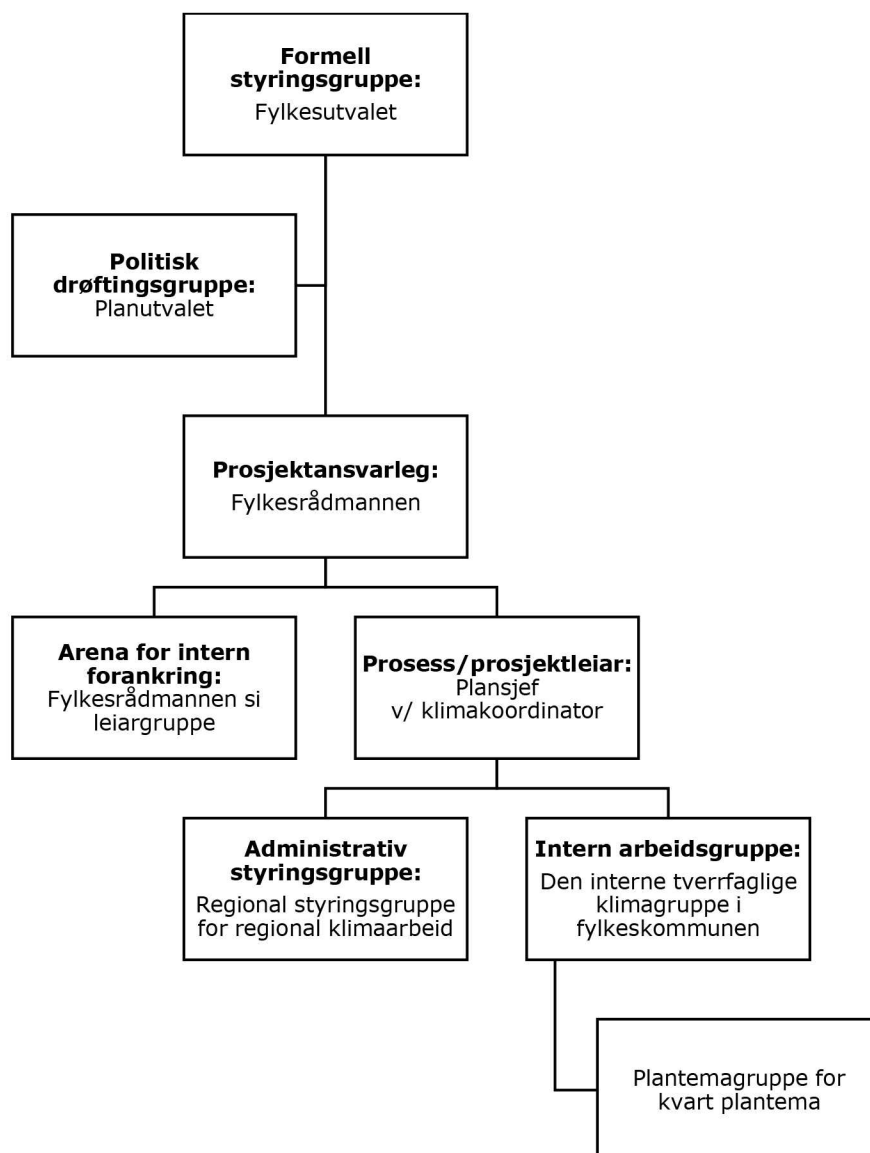 Formell
styringsgruppe:
Fylkesutvalet
Politisk
drøftingsgruppe:
Planutvalet
Prosjektansvarleg:
Fylkesrådmannen
Arena for intern
forankring:
Fylkesrådmannen si
leiargruppe
Prosess/prosjektleiar:
Plansjef
v/ klimakoordinator
Administrativ
styringsgruppe:
Regional styringsgruppe
for regional klimaarbeid
Intern arbeidsgruppe:
Den interne tverrfaglige
klimagruppe i
fylkeskommunen
Plantemagruppe for
kvart plantema